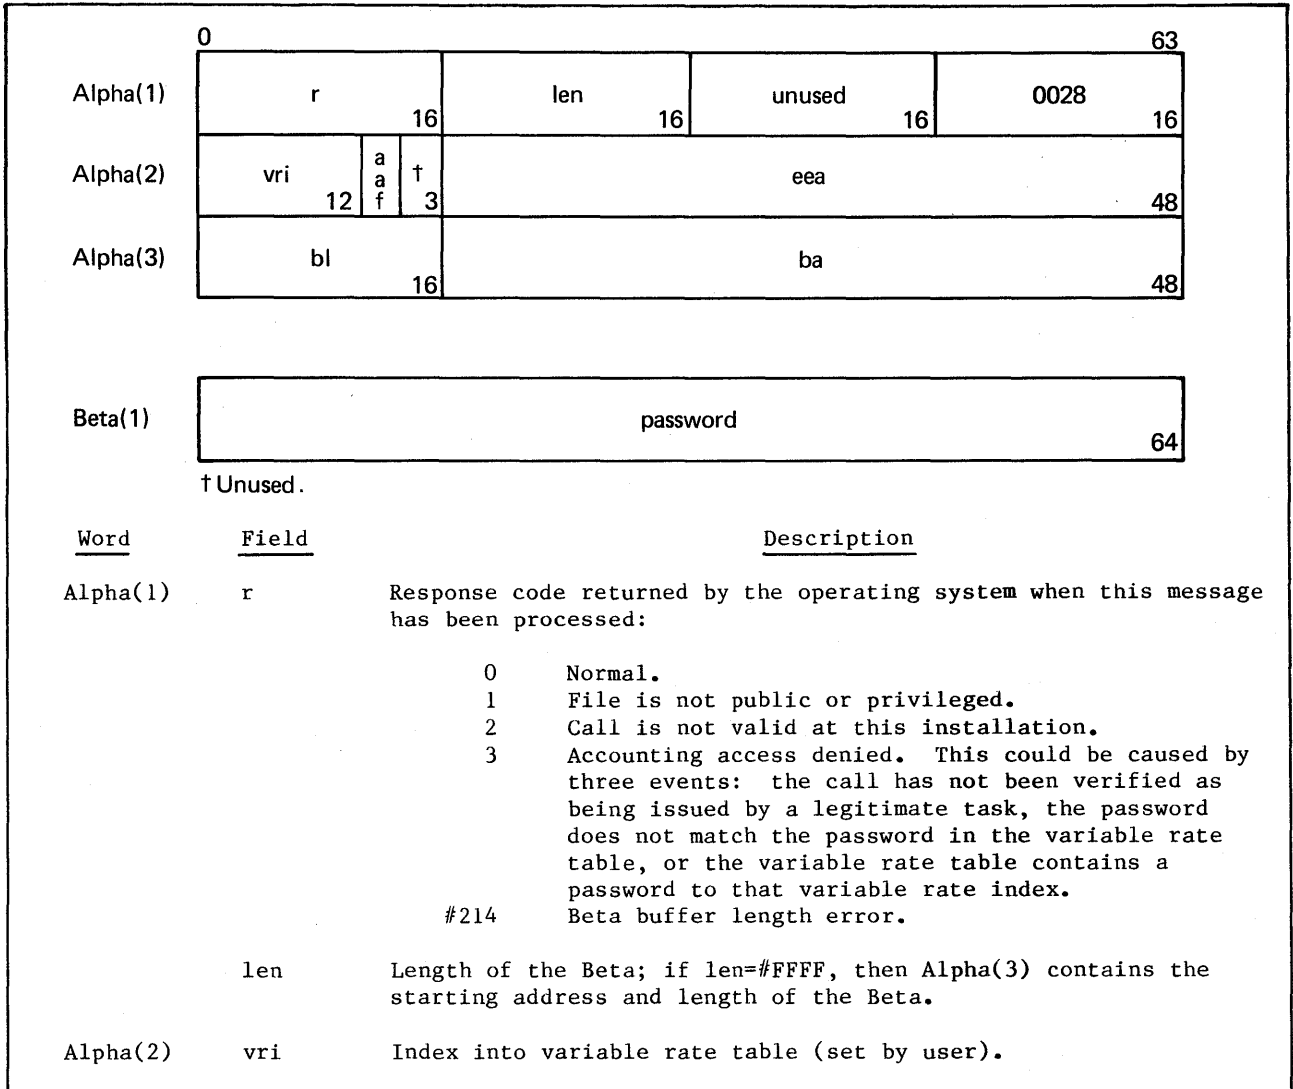 0 63
Alpha(1) r 16 len 16 unused 16 0028 16
Alpha(2) vri 12 aaf † 3 eea 48
Alpha(3) bl 16 ba 48
Beta(1) password 64
† Unused.
Word Field Description
Alpha(1) r Response code returned by the operating system when this message
has been processed:
0 Normal.
1 File is not public or privileged.
2 Call is not valid at this installation.
3 Accounting access denied. This could be caused by
three events: the call has not been verified as
being issued by a legitimate task, the password
does not match the password in the variable rate
table, or the variable rate table contains a
password to that variable rate index.
#214 Beta buffer length error.
len Length of the Beta; if len=#FFFF, then Alpha(3) contains the
starting address and length of the Beta.
Alpha(2) vri Index into variable rate table (set by user).